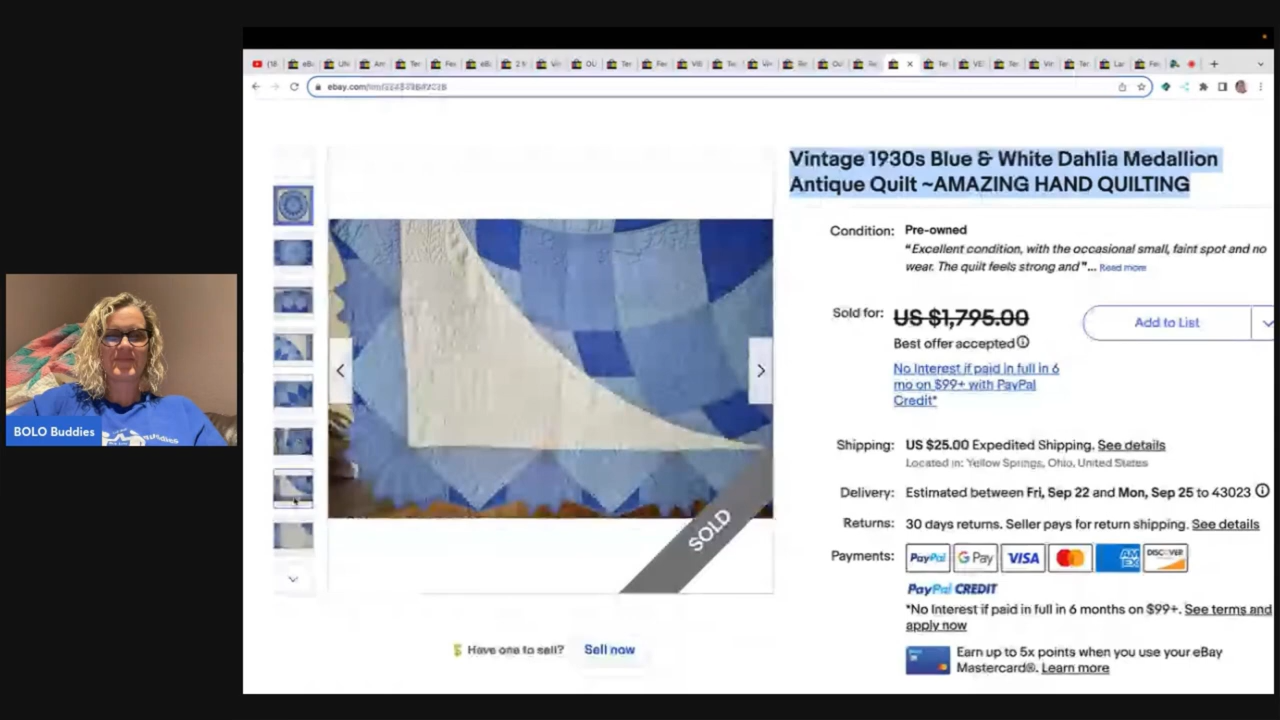 Vintage 1930s Blue & White Dahlia Medallion
Antique Quilt ~AMAZING HAND QUILTING
Condition: Pre-owned
"Excellent condition, with the occasional small, faint spot and no
wear. The quilt feels strong and"... Read more
Sold for: US $1,795.00
Best offer accepted
Add to List
No Interest if paid in full in 6
mo on $99+ with PayPal
Credit*
Shipping: US $25.00 Expedited Shipping. See details
Located in: Yellow Springs, Ohio, United States
Delivery: Estimated between Fri, Sep 22 and Mon, Sep 25 to 43023
Returns: 30 days returns. Seller pays for return shipping. See details
Payments: PayPal G Pay VISA AM EX DISCOVER
PayPal CREDIT
*No Interest if paid in full in 6 months on $99+. See terms and
apply now
Earn up to 5x points when you use your eBay
Mastercard®. Learn more
SOLD
Have one to sell? Sell now
BOLO Buddies